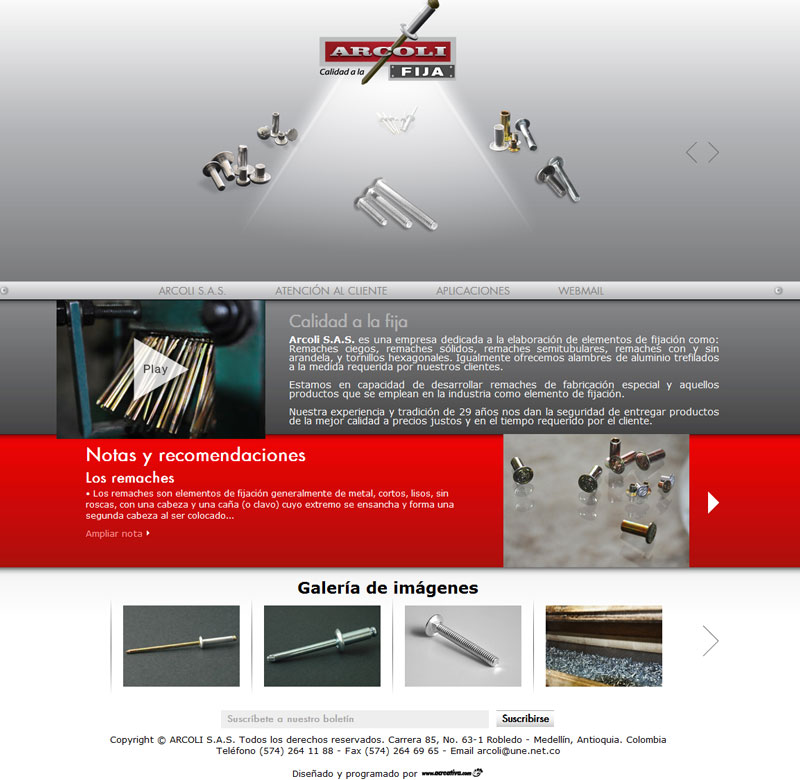 ARCOLI
Calidad a la FIJA
ARCOLI S.A.S. ATENCIÓN AL CLIENTE APLICACIONES WEBMAIL
Play
Calidad a la fija
Arcoli S.A.S. es una empresa dedicada a la elaboración de elementos de fijación como:
Remaches ciegos, remaches sólidos, remaches semitubulares, remaches con y sin
arandela, y tornillos hexagonales. Igualmente ofrecemos alambres de aluminio trefilados
a la medida requerida por nuestros clientes.
Estamos en capacidad de desarrollar remaches de fabricación especial y aquellos
productos que se emplean en la industria como elemento de fijación.
Nuestra experiencia y tradición de 29 años nos dan la seguridad de entregar productos
de la mejor calidad a precios justos y en el tiempo requerido por el cliente.
Notas y recomendaciones
Los remaches
• Los remaches son elementos de fijación generalmente de metal, cortos, lisos, sin
roscas, con una cabeza y una caña (o clavo) cuyo extremo se ensancha y forma una
segunda cabeza al ser colocado...
Ampliar nota
Galería de imágenes
Suscríbete a nuestro boletín Suscribirse
Copyright © ARCOLI S.A.S. Todos los derechos reservados. Carrera 85, No. 63-1 Robledo - Medellín, Antioquia. Colombia
Teléfono (574) 264 11 88 - Fax (574) 264 69 65 - Email arcoli@une.net.co
Diseñado y programado por www.acreativa.com